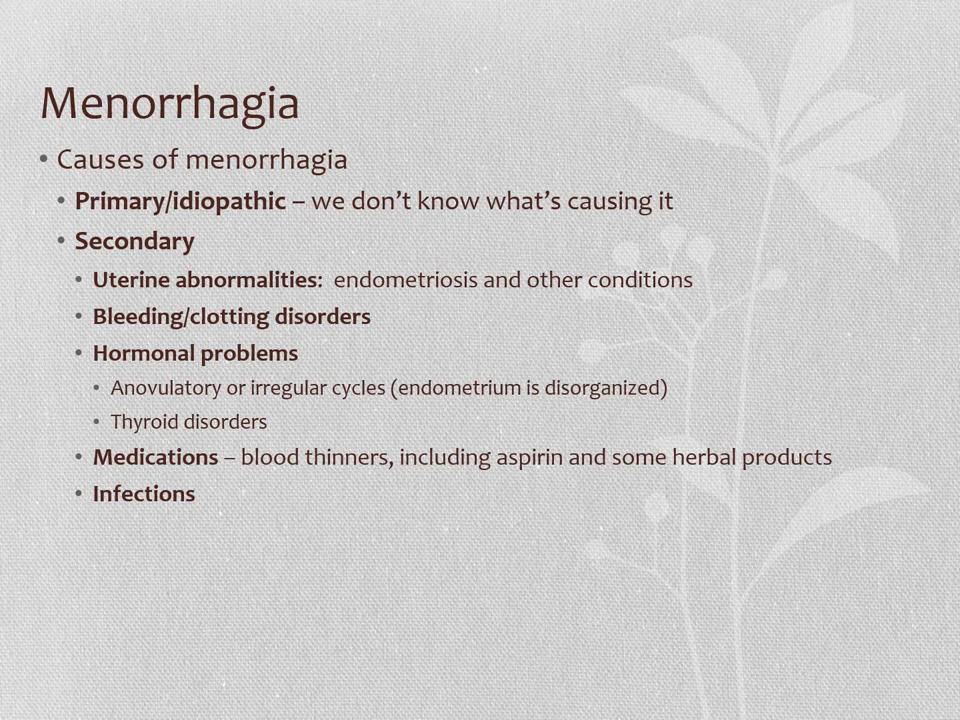 Menorrhagia
• Causes of menorrhagia
• Primary/idiopathic – we don’t know what’s causing it
• Secondary
• Uterine abnormalities:  endometriosis and other conditions
• Bleeding/clotting disorders
• Hormonal problems
• Anovulatory or irregular cycles (endometrium is disorganized)
• Thyroid disorders
• Medications – blood thinners, including aspirin and some herbal products
• Infections